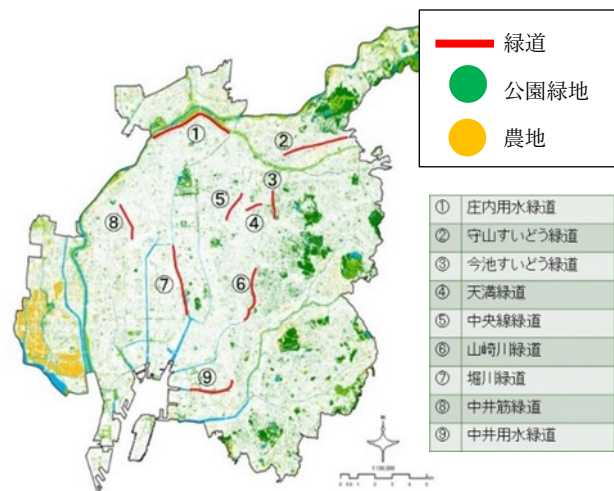 緑道
公園緑地
農地
①
②
③
⑤
④
⑧
⑦
⑥
⑨
① 庄内用水緑道
② 守山すいどう緑道
③ 今池すいどう緑道
④ 天満緑道
⑤ 中央線緑道
⑥ 山崎川緑道
⑦ 堀川緑道
⑧ 中井筋緑道
⑨ 中井用水緑道